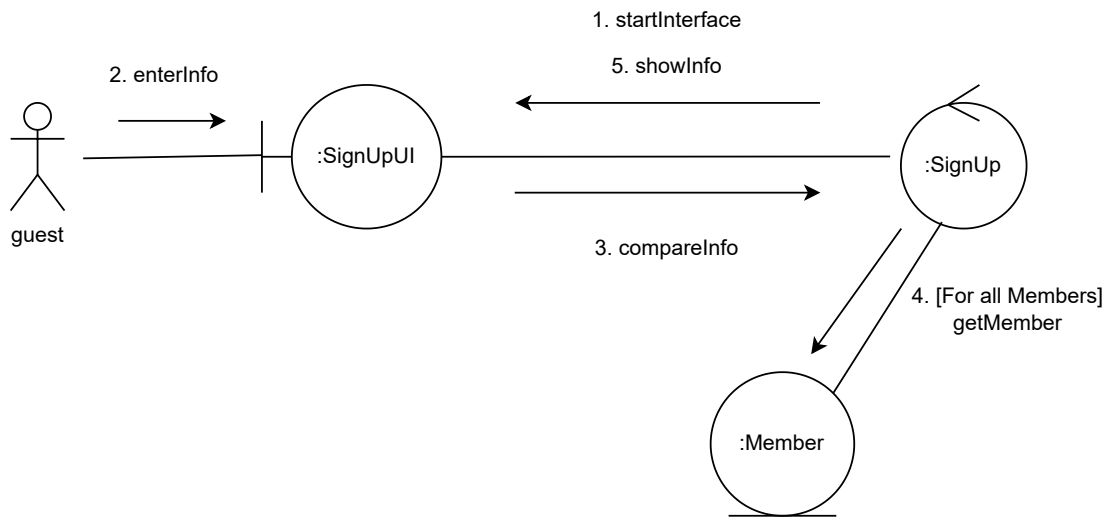 1. startInterface
5. showInfo
2. enterInfo
:SignUpUI
:SignUp
guest
3. compareInfo
4. [For all Members]
getMember
:Member